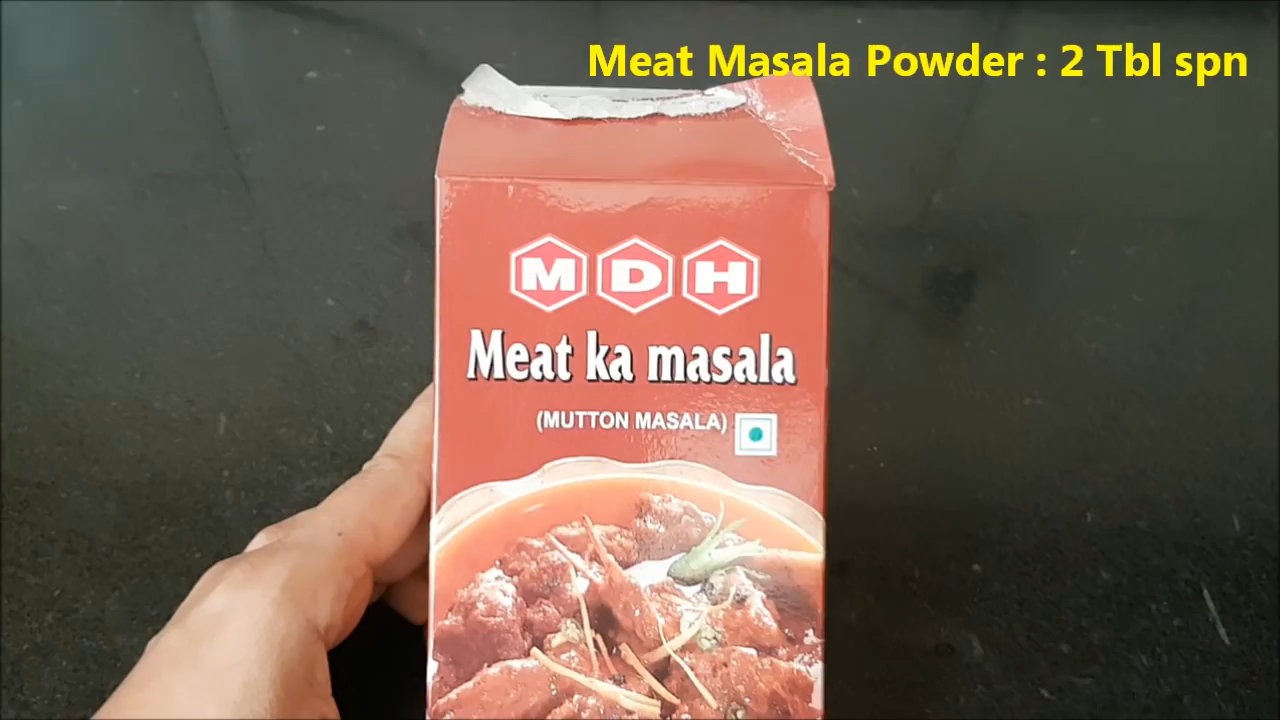 Meat Masala Powder : 2 Tbl spn
MDH
Meat ka masala
(MUTTON MASALA)